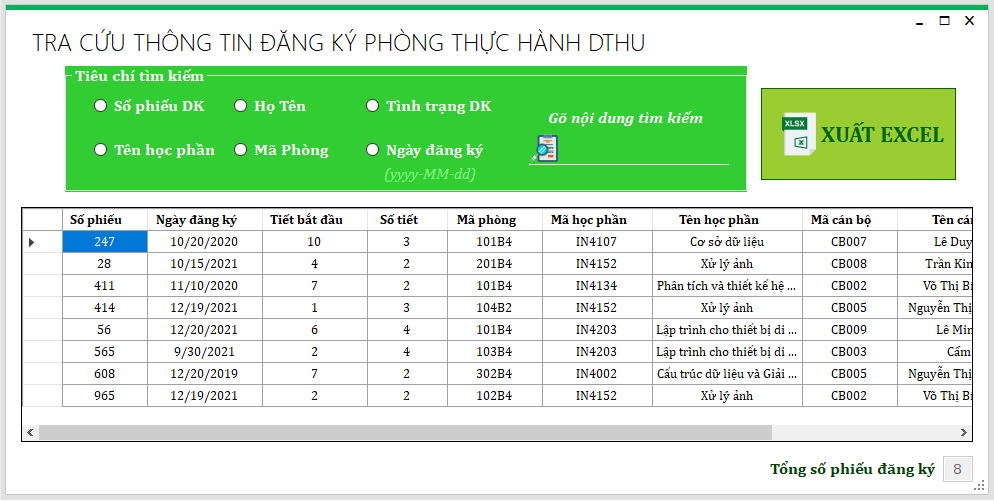 TRA CỨU THÔNG TIN ĐĂNG KÝ PHÒNG THỰC HÀNH DTHU
Tiêu chí tìm kiếm
Số phiếu DK Họ Tên Tình trạng DK
Gõ nội dung tìm kiếm
XLSX
XUẤT EXCEL
Tên học phần Mã Phòng Ngày đăng ký
(yyyy-MM-dd)
Số phiếu Ngày đăng ký Tiết bắt đầu Số tiết Mã phòng Mã học phần Tên học phần Mã cán bộ Tên cán
247 10/20/2020 10 3 101B4 IN4107 Cơ sở dữ liệu CB007 Lê Duy
28 10/15/2021 4 2 201B4 IN4152 Xử lý ảnh CB008 Trần Kim
411 11/10/2020 7 2 101B4 IN4134 Phân tích và thiết kế hệ ... CB002 Võ Thị Bí
414 12/19/2021 1 3 104B2 IN4152 Xử lý ảnh CB005 Nguyễn Thị
56 12/20/2021 6 4 101B4 IN4203 Lập trình cho thiết bị di ... CB009 Lê Min
565 9/30/2021 2 4 103B4 IN4203 Lập trình cho thiết bị di ... CB003 Cẩm
608 12/20/2019 7 2 302B4 IN4002 Cấu trúc dữ liệu và Giải ... CB005 Nguyễn Thị
965 12/19/2021 2 2 102B4 IN4152 Xử lý ảnh CB002 Võ Thị Bí
Tổng số phiếu đăng ký 8